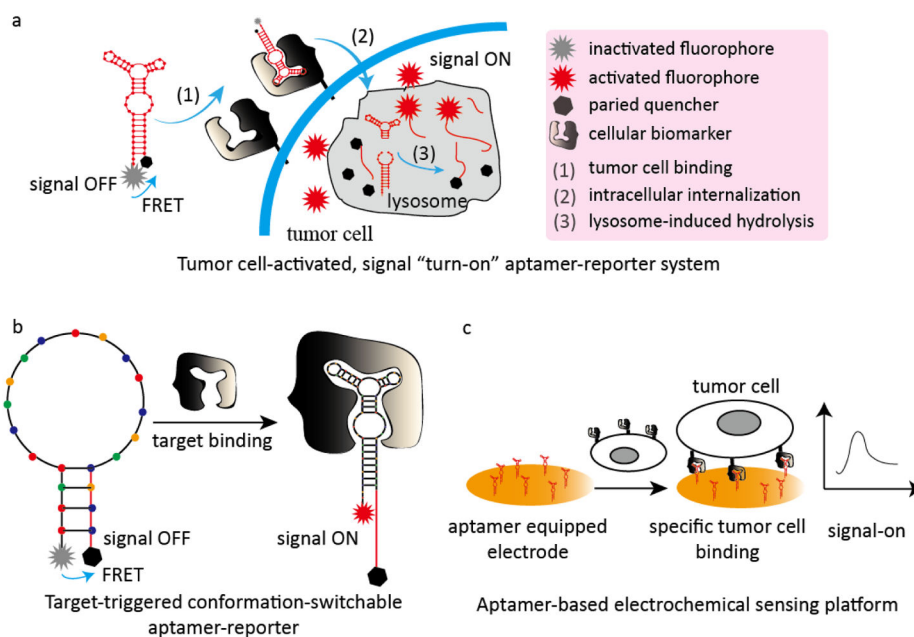 a
(1)
(2)
signal ON
signal OFF
FRET
(3)
lysosome
tumor cell
inactivated fluorophore
activated fluorophore
paried quencher
cellular biomarker
(1) tumor cell binding
(2) intracellular internalization
(3) lysosome-induced hydrolysis
Tumor cell-activated, signal “turn-on” aptamer-reporter system
b
target binding
signal OFF
FRET
signal ON
Target-triggered conformation-switchable
aptamer-reporter
c
tumor cell
aptamer equipped
electrode
specific tumor cell
binding
signal-on
Aptamer-based electrochemical sensing platform